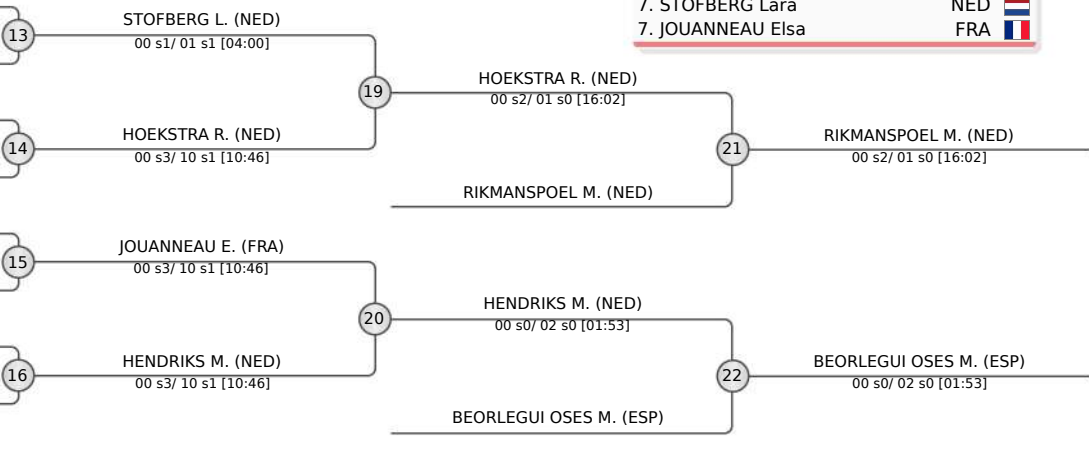 7. STOFBERG Lara NED
7. JOUANNEAU Elsa FRA
STOFBERG L. (NED)
13
00 s1/ 01 s1 [04:00]
HOEKSTRA R. (NED)
19
00 s2/ 01 s0 [16:02]
HOEKSTRA R. (NED)
14
00 s3/ 10 s1 [10:46]
RIKMANSPOEL M. (NED)
21
00 s2/ 01 s0 [16:02]
RIKMANSPOEL M. (NED)
JOUANNEAU E. (FRA)
15
00 s3/ 10 s1 [10:46]
HENDRIKS M. (NED)
20
00 s0/ 02 s0 [01:53]
HENDRIKS M. (NED)
16
00 s3/ 10 s1 [10:46]
BEORLEGUI OSES M. (ESP)
22
00 s0/ 02 s0 [01:53]
BEORLEGUI OSES M. (ESP)